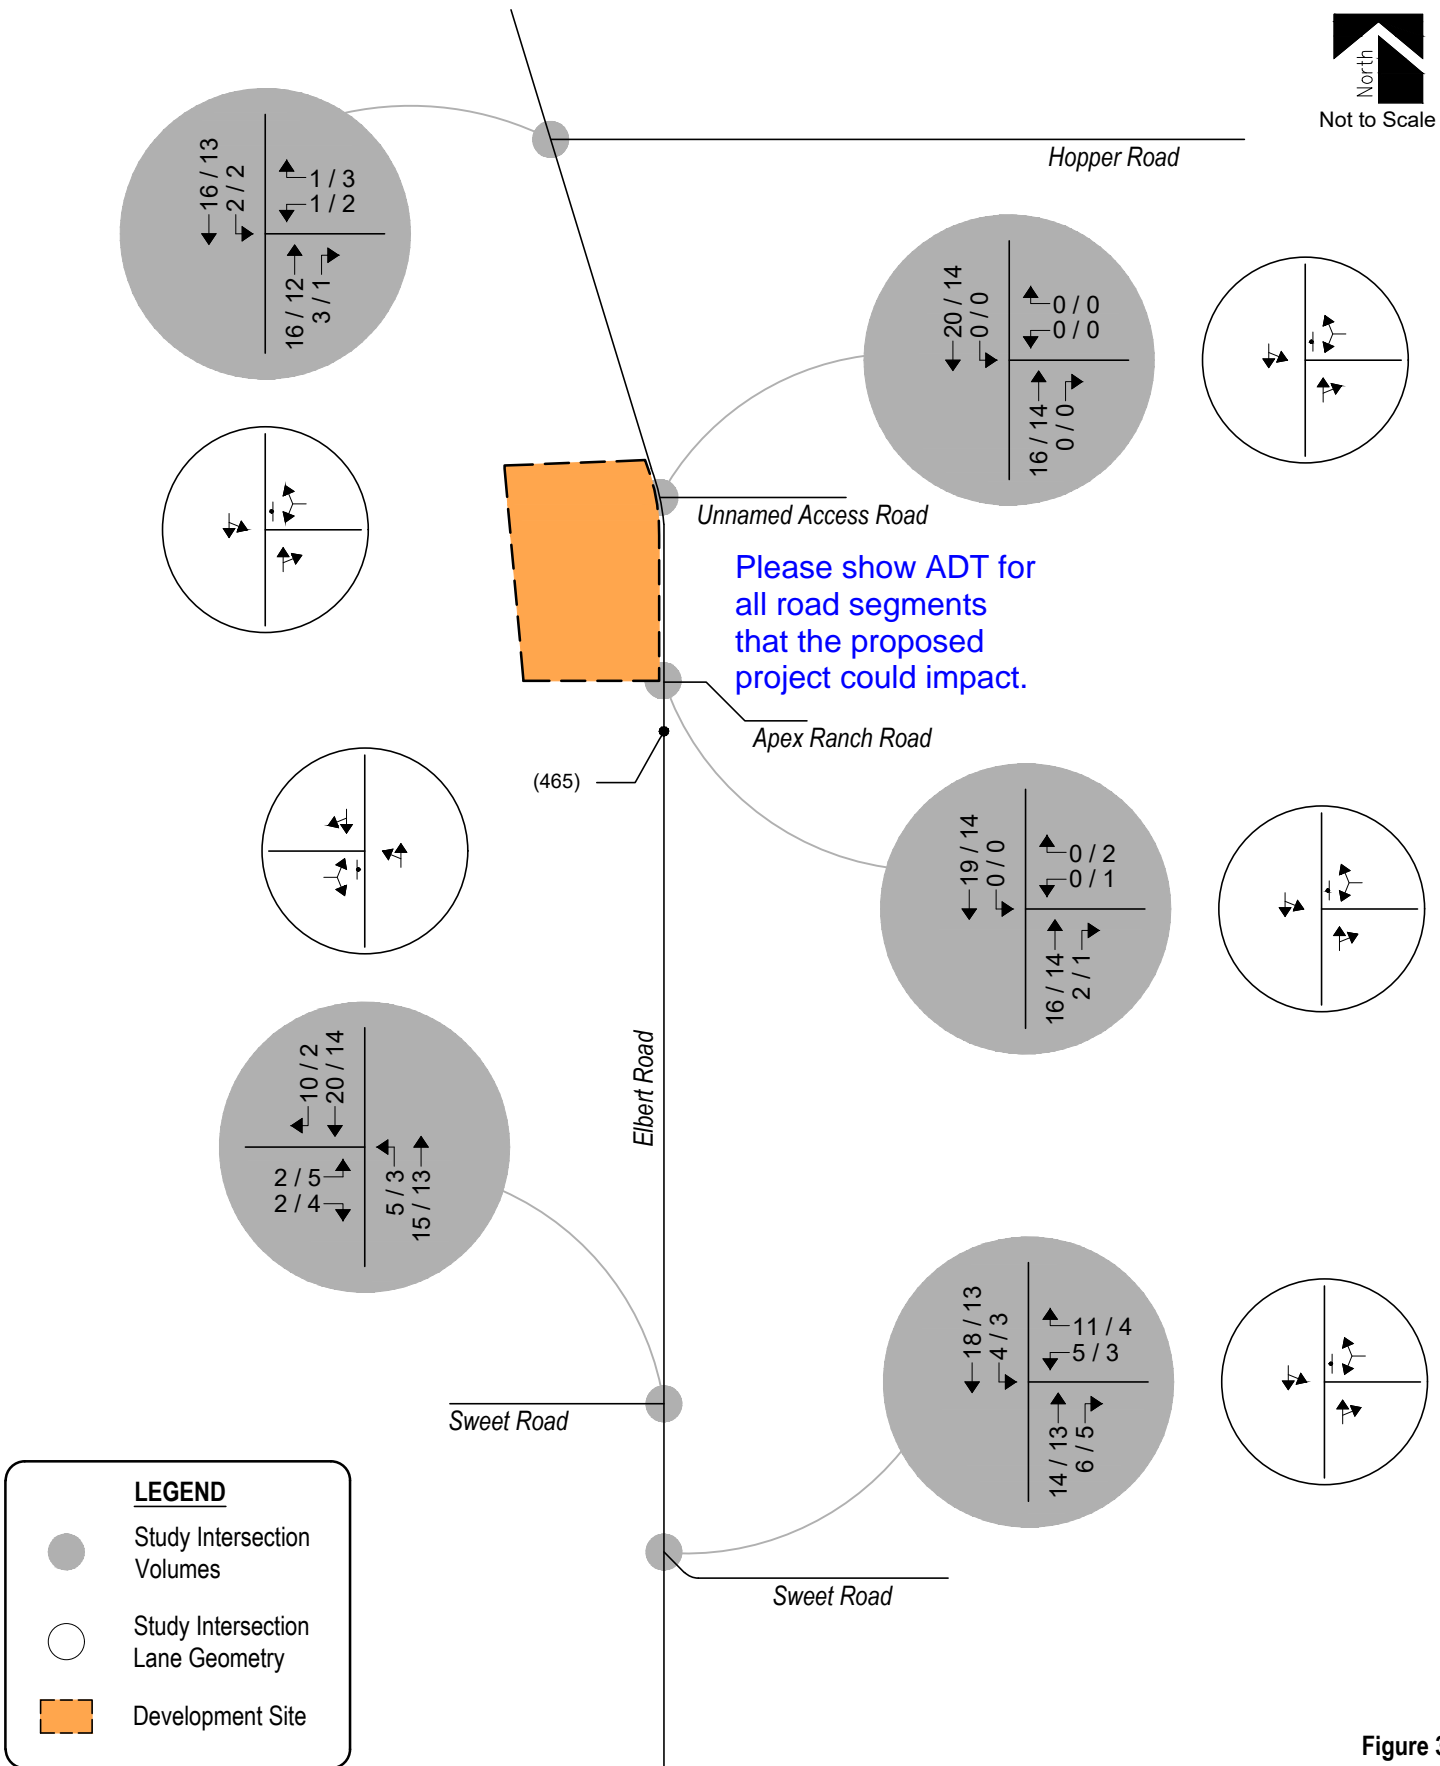 North
Not to Scale
Hopper Road
16 / 13
2 / 2
1 / 3
1 / 2
16 / 12
3 / 1
20 / 14
0 / 0
0 / 0
0 / 0
16 / 14
0 / 0
Unnamed Access Road
Please show ADT for
all road segments
that the proposed
project could impact.
Apex Ranch Road
(465)
19 / 14
0 / 0
0 / 2
0 / 1
16 / 14
2 / 1
Elbert Road
10 / 2
20 / 14
2 / 5
2 / 4
5 / 3
15 / 13
18 / 13
4 / 3
11 / 4
5 / 3
14 / 13
6 / 5
Sweet Road
Sweet Road
LEGEND
Study Intersection
Volumes
Study Intersection
Lane Geometry
Development Site
Figure 3